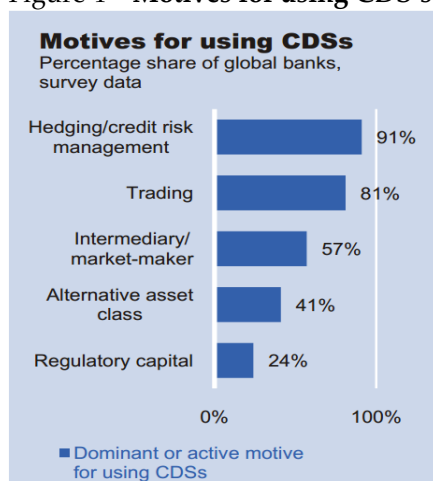 Figure 1 Motives for using CDS s
Motives for using CDSs
Percentage share of global banks,
survey data
Hedging/credit risk
management
91%
Trading
81%
Intermediary/
market-maker
57%
Alternative asset
class
41%
Regulatory capital
24%
0%
100%
Dominant or active motive
for using CDSs